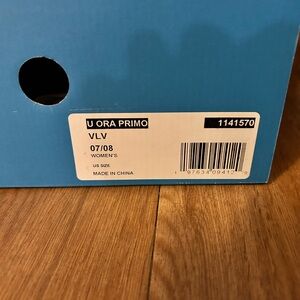 U ORA PRIMO 1141570
VLV
07/08
WOMEN'S
US SIZE
MADE IN CHINA